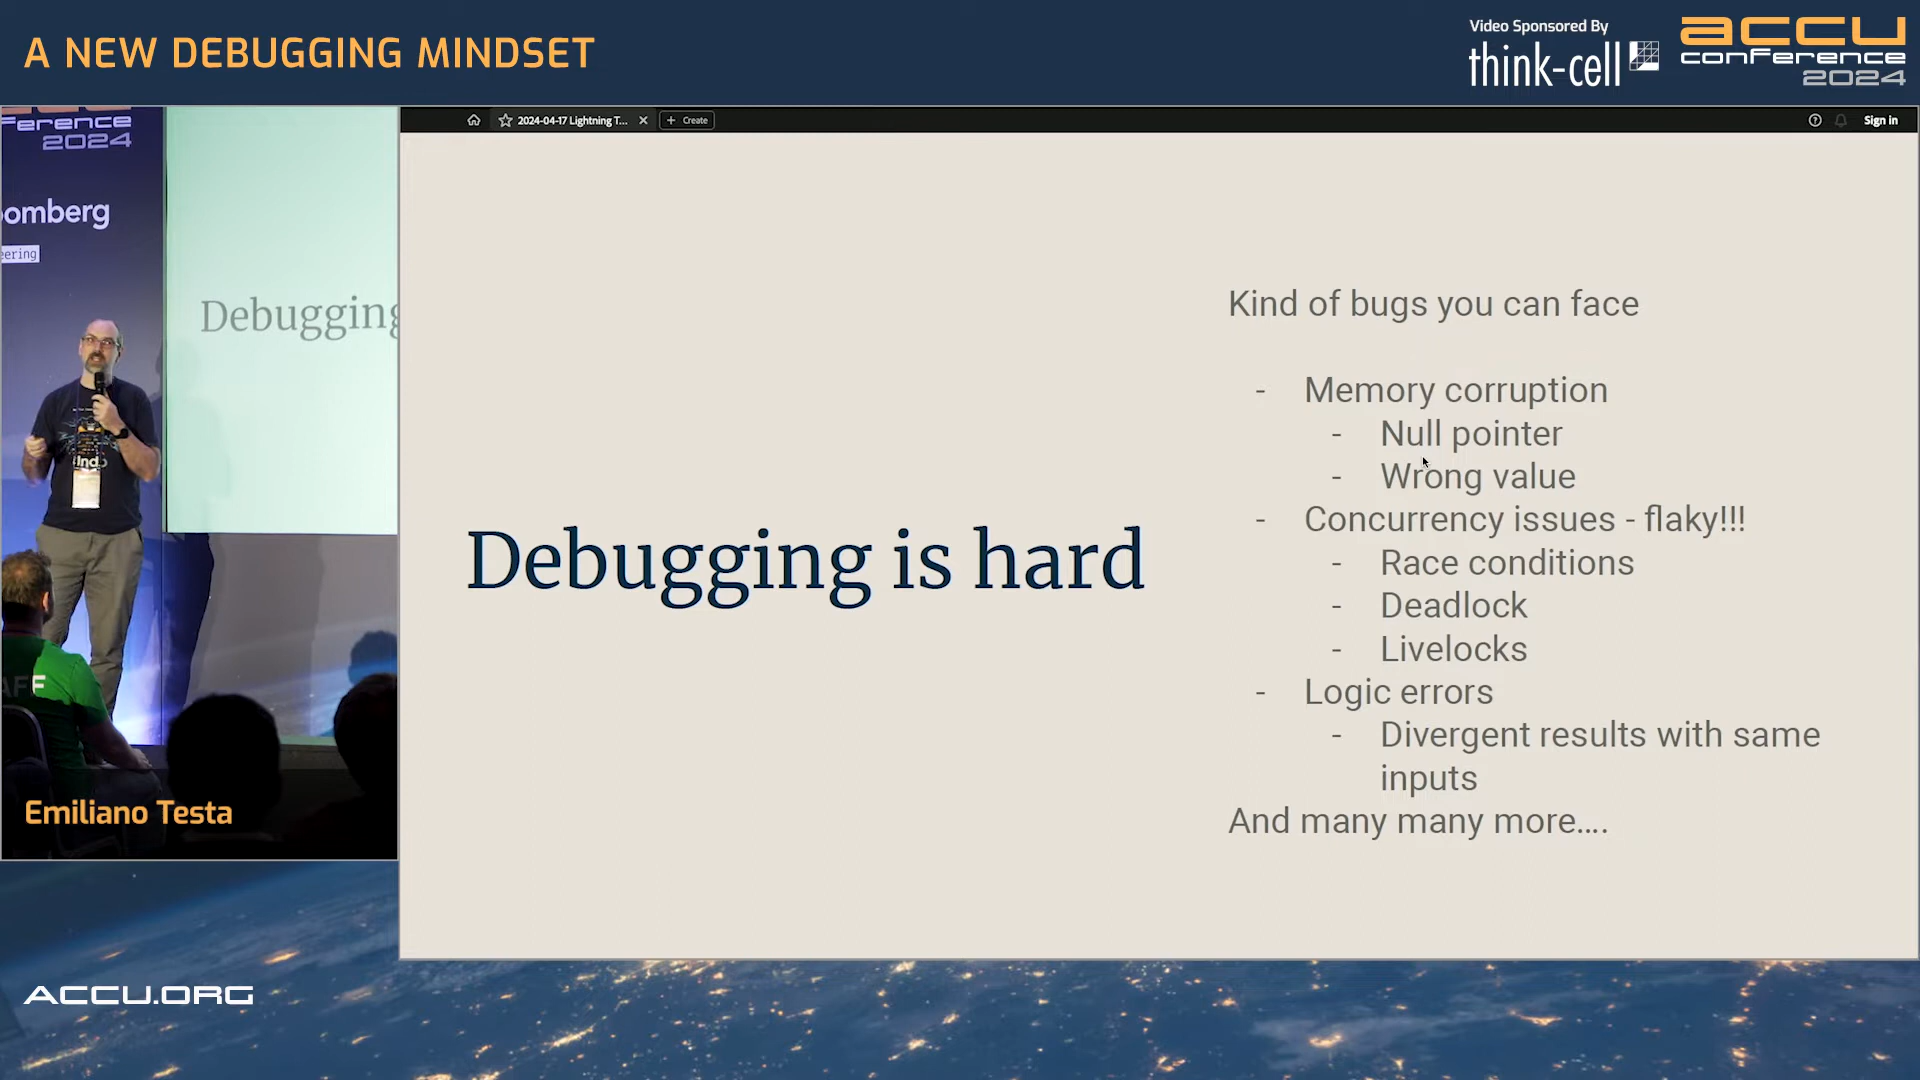 A NEW DEBUGGING MINDSET
Video Sponsored By
think-cell
accu
conference
2024
ference
2024
omberg
eering
Debugging
Ind
AFF
Emiliano Testa
ACCU.ORG
2024-04-17 Lightning T...
+ Create
Sign in
Debugging is hard
Kind of bugs you can face
- Memory corruption
- Null pointer
- Wrong value
- Concurrency issues - flaky!!!
- Race conditions
- Deadlock
- Livelocks
- Logic errors
- Divergent results with same
inputs
And many many more....